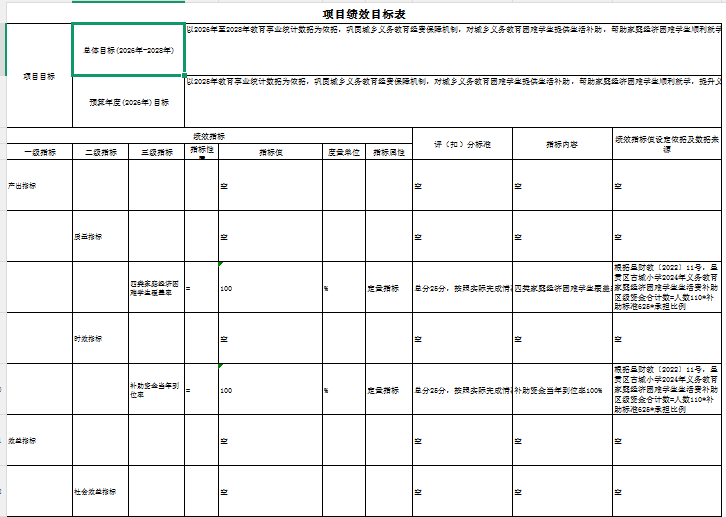 项目绩效目标表
项目目标
总体目标(2026年-2028年)
以2026年至2028年教育事业统计数据为依据，巩固城乡义务教育经费保障机制，对城乡义务教育困难学生提供生活补助，帮助家庭经济困难学生顺利就学
预算年度(2026年)目标
以2025年教育事业统计数据为依据，巩固城乡义务教育经费保障机制，对城乡义务教育困难学生提供生活补助，帮助家庭经济困难学生顺利就学，提升义
绩效指标
评（扣）分标准
指标内容
绩效指标值设定依据及数据来源
一级指标 二级指标 三级指标 指标性质 指标值 度量单位 指标属性
产出指标 空 空 空 空
质量指标 空 空 空 空
四类家庭经济困难学生覆盖率 = 100 % 定量指标 总分25分，按照实际完成情 四类家庭经济困难学生覆盖
根据呈财教〔2022〕11号，呈
贡区古城小学2024年义务教育
家庭经济困难学生生活费补助
区级资金合计数=人数110*补
助标准625*承担比例
时效指标 空 空 空 空
补助资金当年到位率 = 100 % 定量指标 总分25分，按照实际完成情 补助资金当年到位率100%
根据呈财教〔2022〕11号，呈
贡区古城小学2024年义务教育
家庭经济困难学生生活费补助
区级资金合计数=人数110*补
助标准625*承担比例
效益指标 空 空 空 空
社会效益指标 空 空 空 空